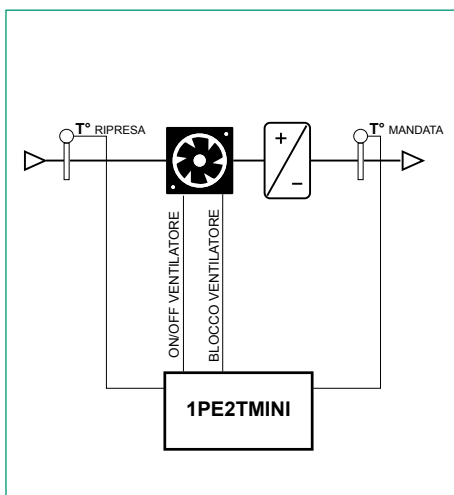 T° RIPRESA
T° MANDATA
+
–
ON/OFF VENTILATORE
BLOCCO VENTILATORE
1PE2TMINI